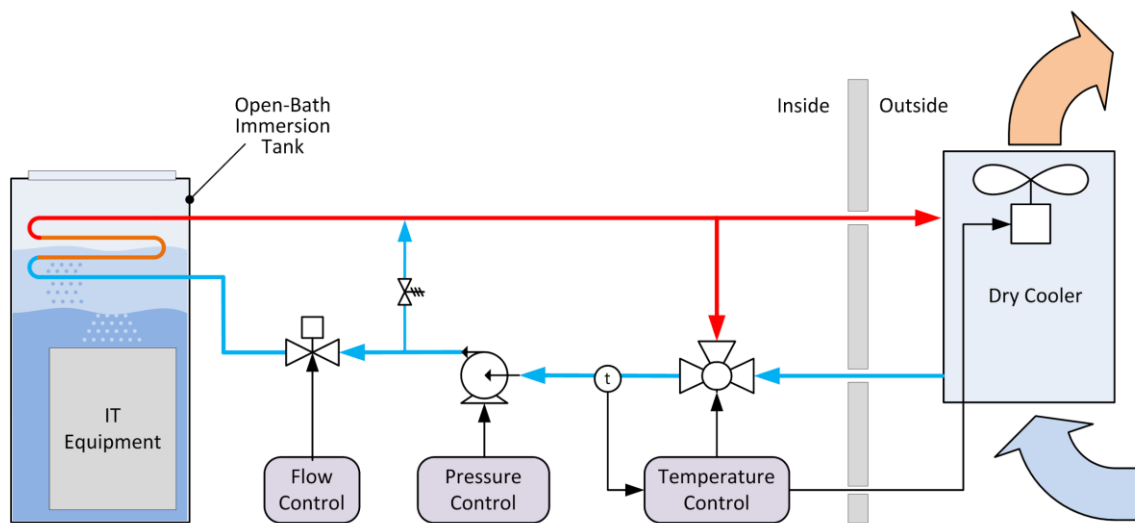 Open-Bath
Immersion
Tank
Inside
Outside
Dry Cooler
t
IT
Equipment
Flow
Control
Pressure
Control
Temperature
Control